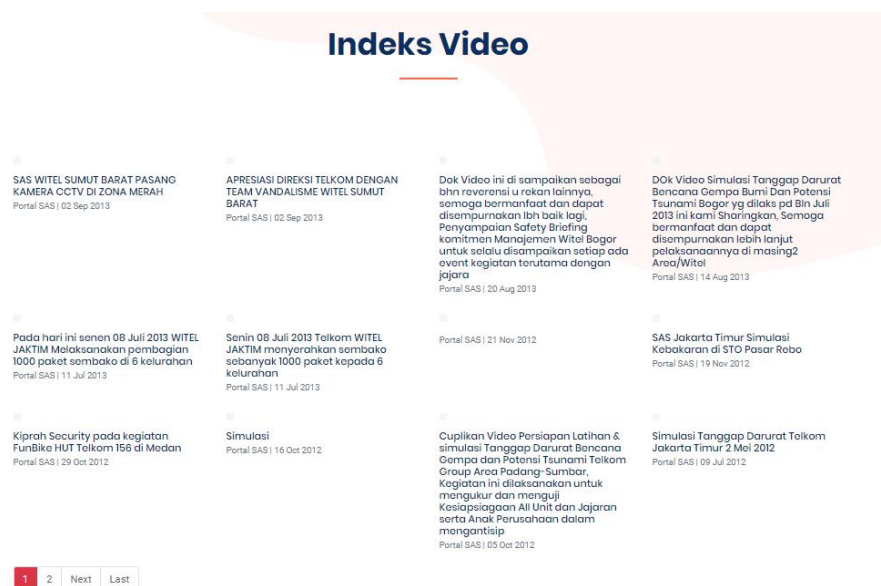 Indeks Video
SAS WITEL SUMUT BARAT PASANG
KAMERA CCTV DI ZONA MERAH
Portal SAS | 02 Sep 2013
APRESIASI DIREKSI TELKOM DENGAN
TEAM VANDALISME WITEL SUMUT
BARAT
Portal SAS | 02 Sep 2013
Dok Video ini di sampaikan sebagai
bhn reverensi u rekan lainnya,
semoga bermanfaat dan dapat
disempurnakan lbh baik lagi,
Penyampaian Safety Briefing
komitmen Manajemen Witel Bogor
untuk selalu disampaikan setiap ada
event kegiatan terutama dengan
jajara
Portal SAS | 20 Aug 2013
DOk Video Simulasi Tanggap Darurat
Bencana Gempa Bumi Dan Potensi
Tsunami Bogor yg dilaks pd Bln Juli
2013 ini kami Sharingkan, Semoga
bermanfaat dan dapat
disempurnakan lebih lanjut
pelaksanaannya di masing2
Area/Witel
Portal SAS | 14 Aug 2013
Pada hari ini senen 08 Juli 2013 WITEL
JAKTIM Melaksanakan pembagian
1000 paket sembako di 6 kelurahan
Portal SAS | 11 Jul 2013
Senin 08 Juli 2013 Telkom WITEL
JAKTIM menyerahkan sembako
sebanyak 1000 paket kepada 6
kelurahan
Portal SAS | 11 Jul 2013
Portal SAS | 21 Nov 2012
SAS Jakarta Timur Simulasi
Kebakaran di STO Pasar Rebo
Portal SAS | 19 Nov 2012
Kiprah Security pada kegiatan
FunBike HUT Telkom 156 di Medan
Portal SAS | 29 Oct 2012
Simulasi
Portal SAS | 16 Oct 2012
Cuplikan Video Persiapan Latihan &
simulasi Tanggap Darurat Bencana
Gempa dan Potensi Tsunami Telkom
Group Area Padang-Sumbar,
Kegiatan ini dilaksanakan untuk
mengukur dan menguji
Kesiapsiagaan All Unit dan Jajaran
serta Anak Perusahaan dalam
mengantisip
Portal SAS | 05 Oct 2012
Simulasi Tanggap Darurat Telkom
Jakarta Timur 2 Mei 2012
Portal SAS | 09 Jul 2012
1 2 Next Last